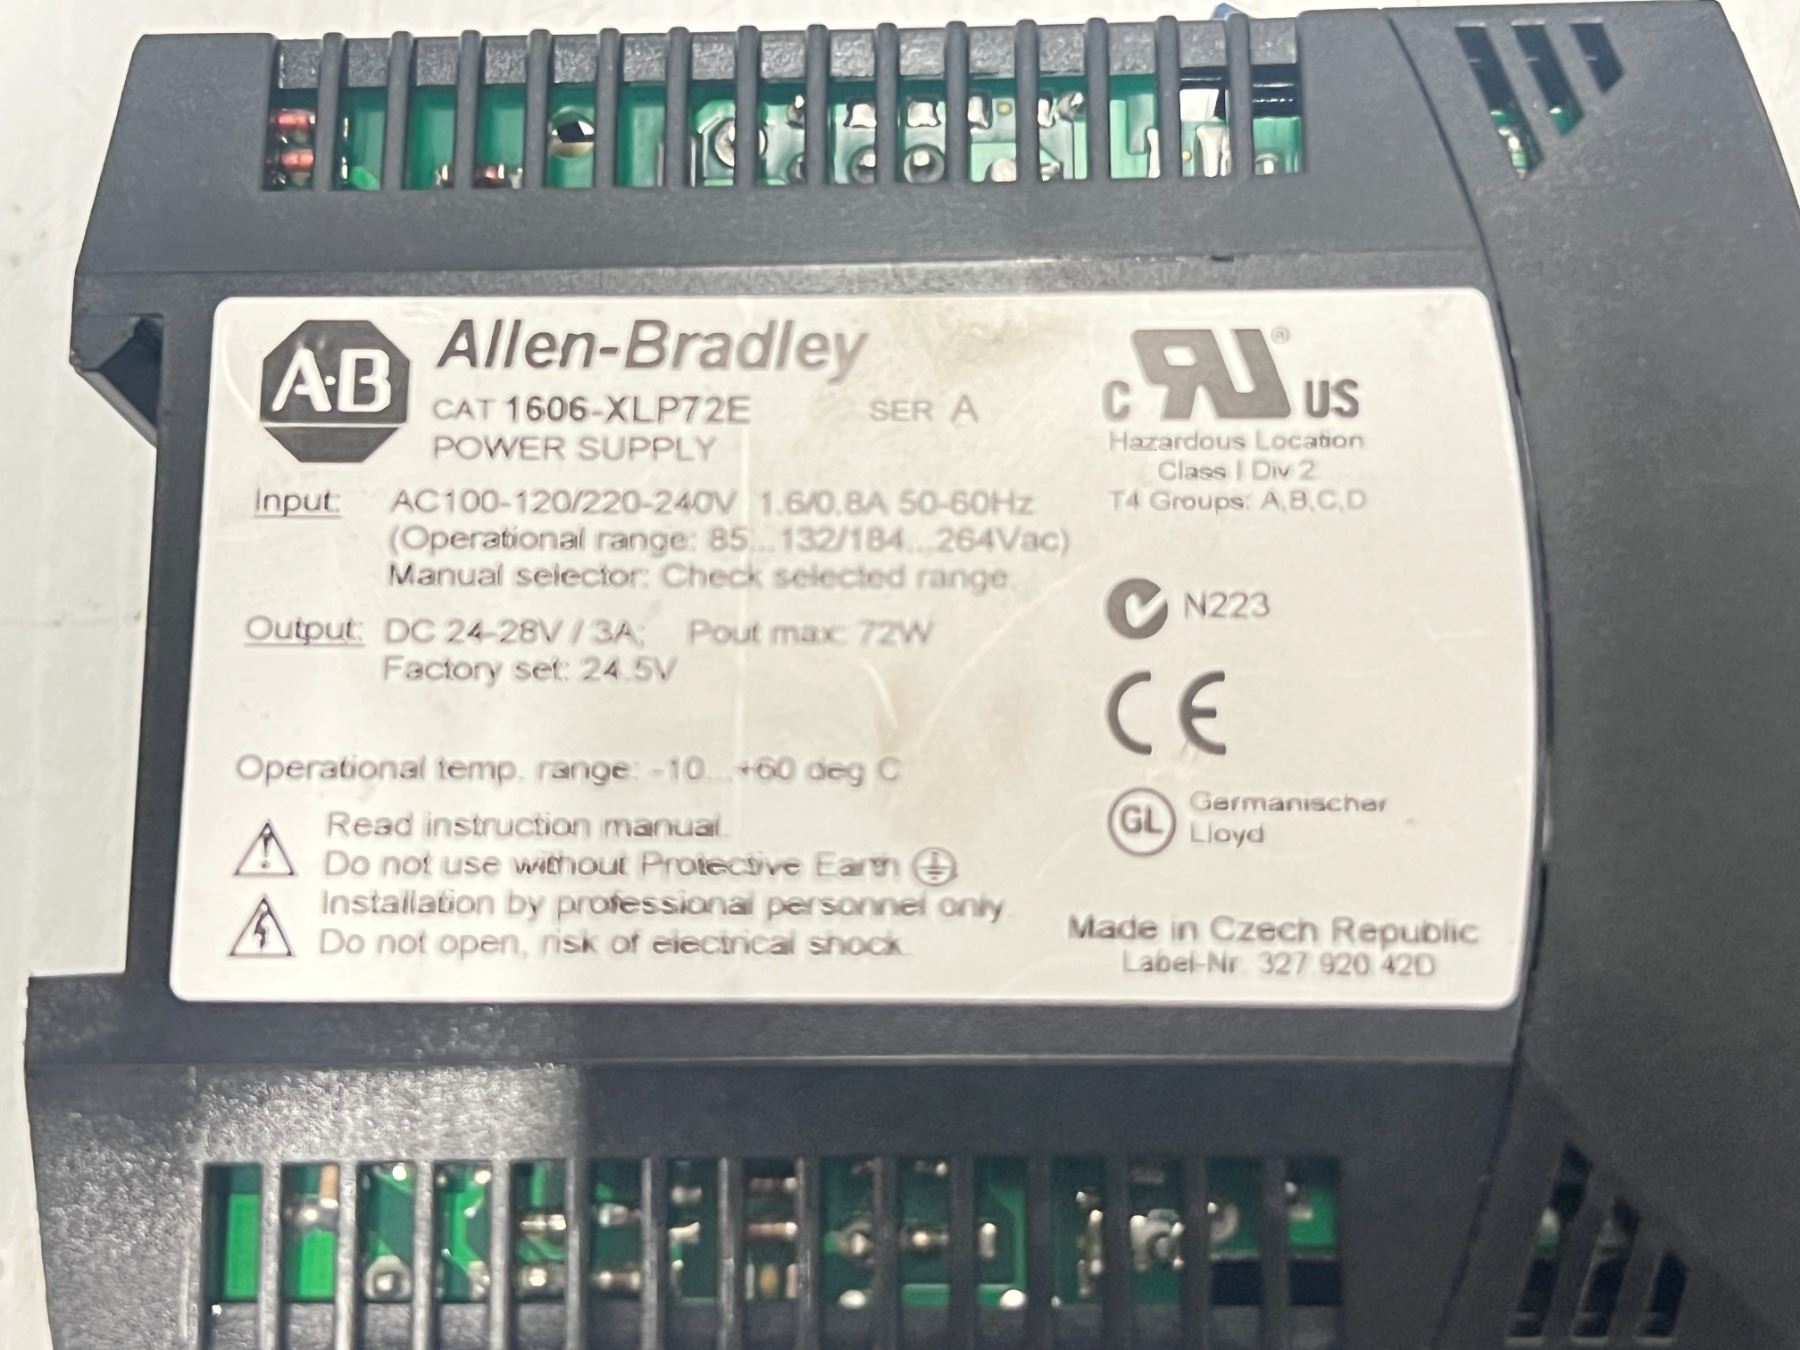 A·B Allen-Bradley
CAT 1606-XLP72E SER A
POWER SUPPLY
Input: AC100-120/220-240V 1.6/0.8A 50-60Hz
(Operational range: 85...132/184...264Vac)
Manual selector: Check selected range.
Output: DC 24-28V / 3A; Pout max: 72W
Factory set: 24.5V
Operational temp. range: -10...+60 deg C
Read instruction manual.
Do not use without Protective Earth
Installation by professional personnel only
Do not open, risk of electrical shock.
C RU ® US
Hazardous Location
Class I Div 2
T4 Groups: A,B,C,D
N223
CE
GL Germanischer
Lloyd
Made in Czech Republic
Label-Nr. 327.920.42D